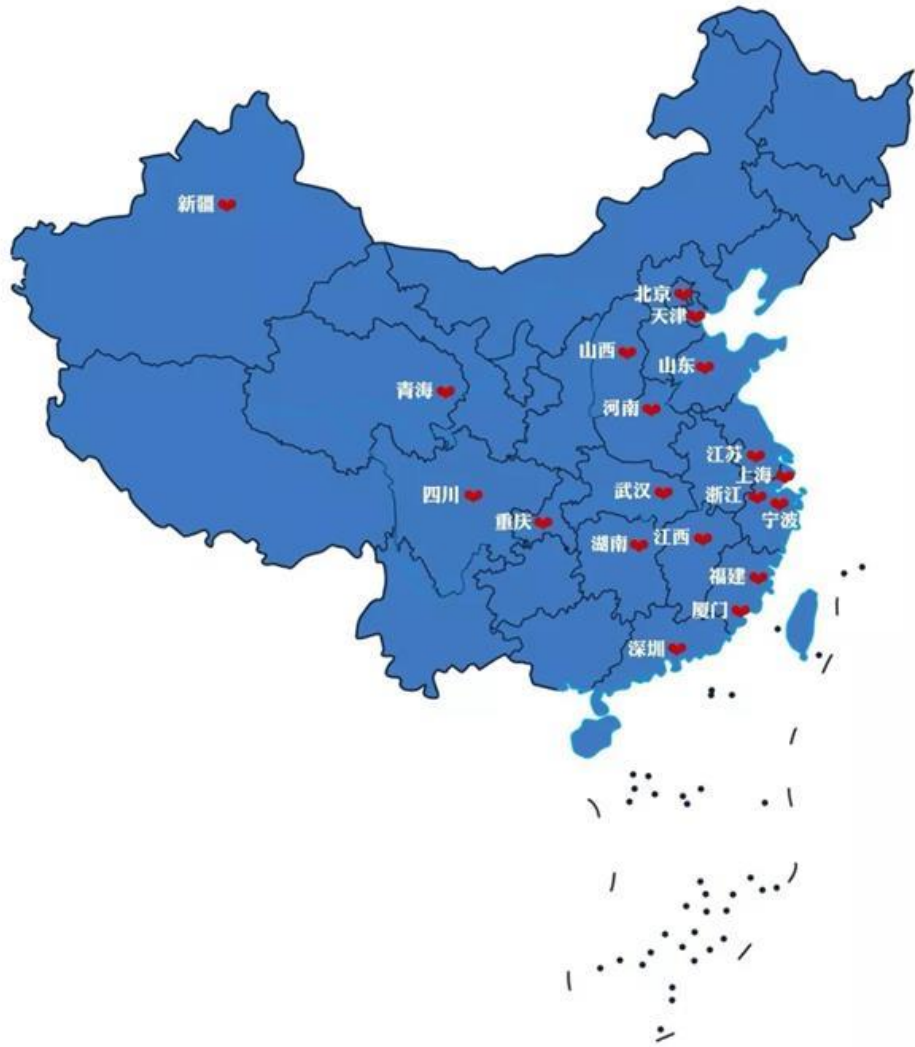 新疆
北京
天津
山西
山东
青海
河南
江苏
上海
四川
武汉
浙江
宁波
重庆
湖南
江西
福建
厦门
深圳